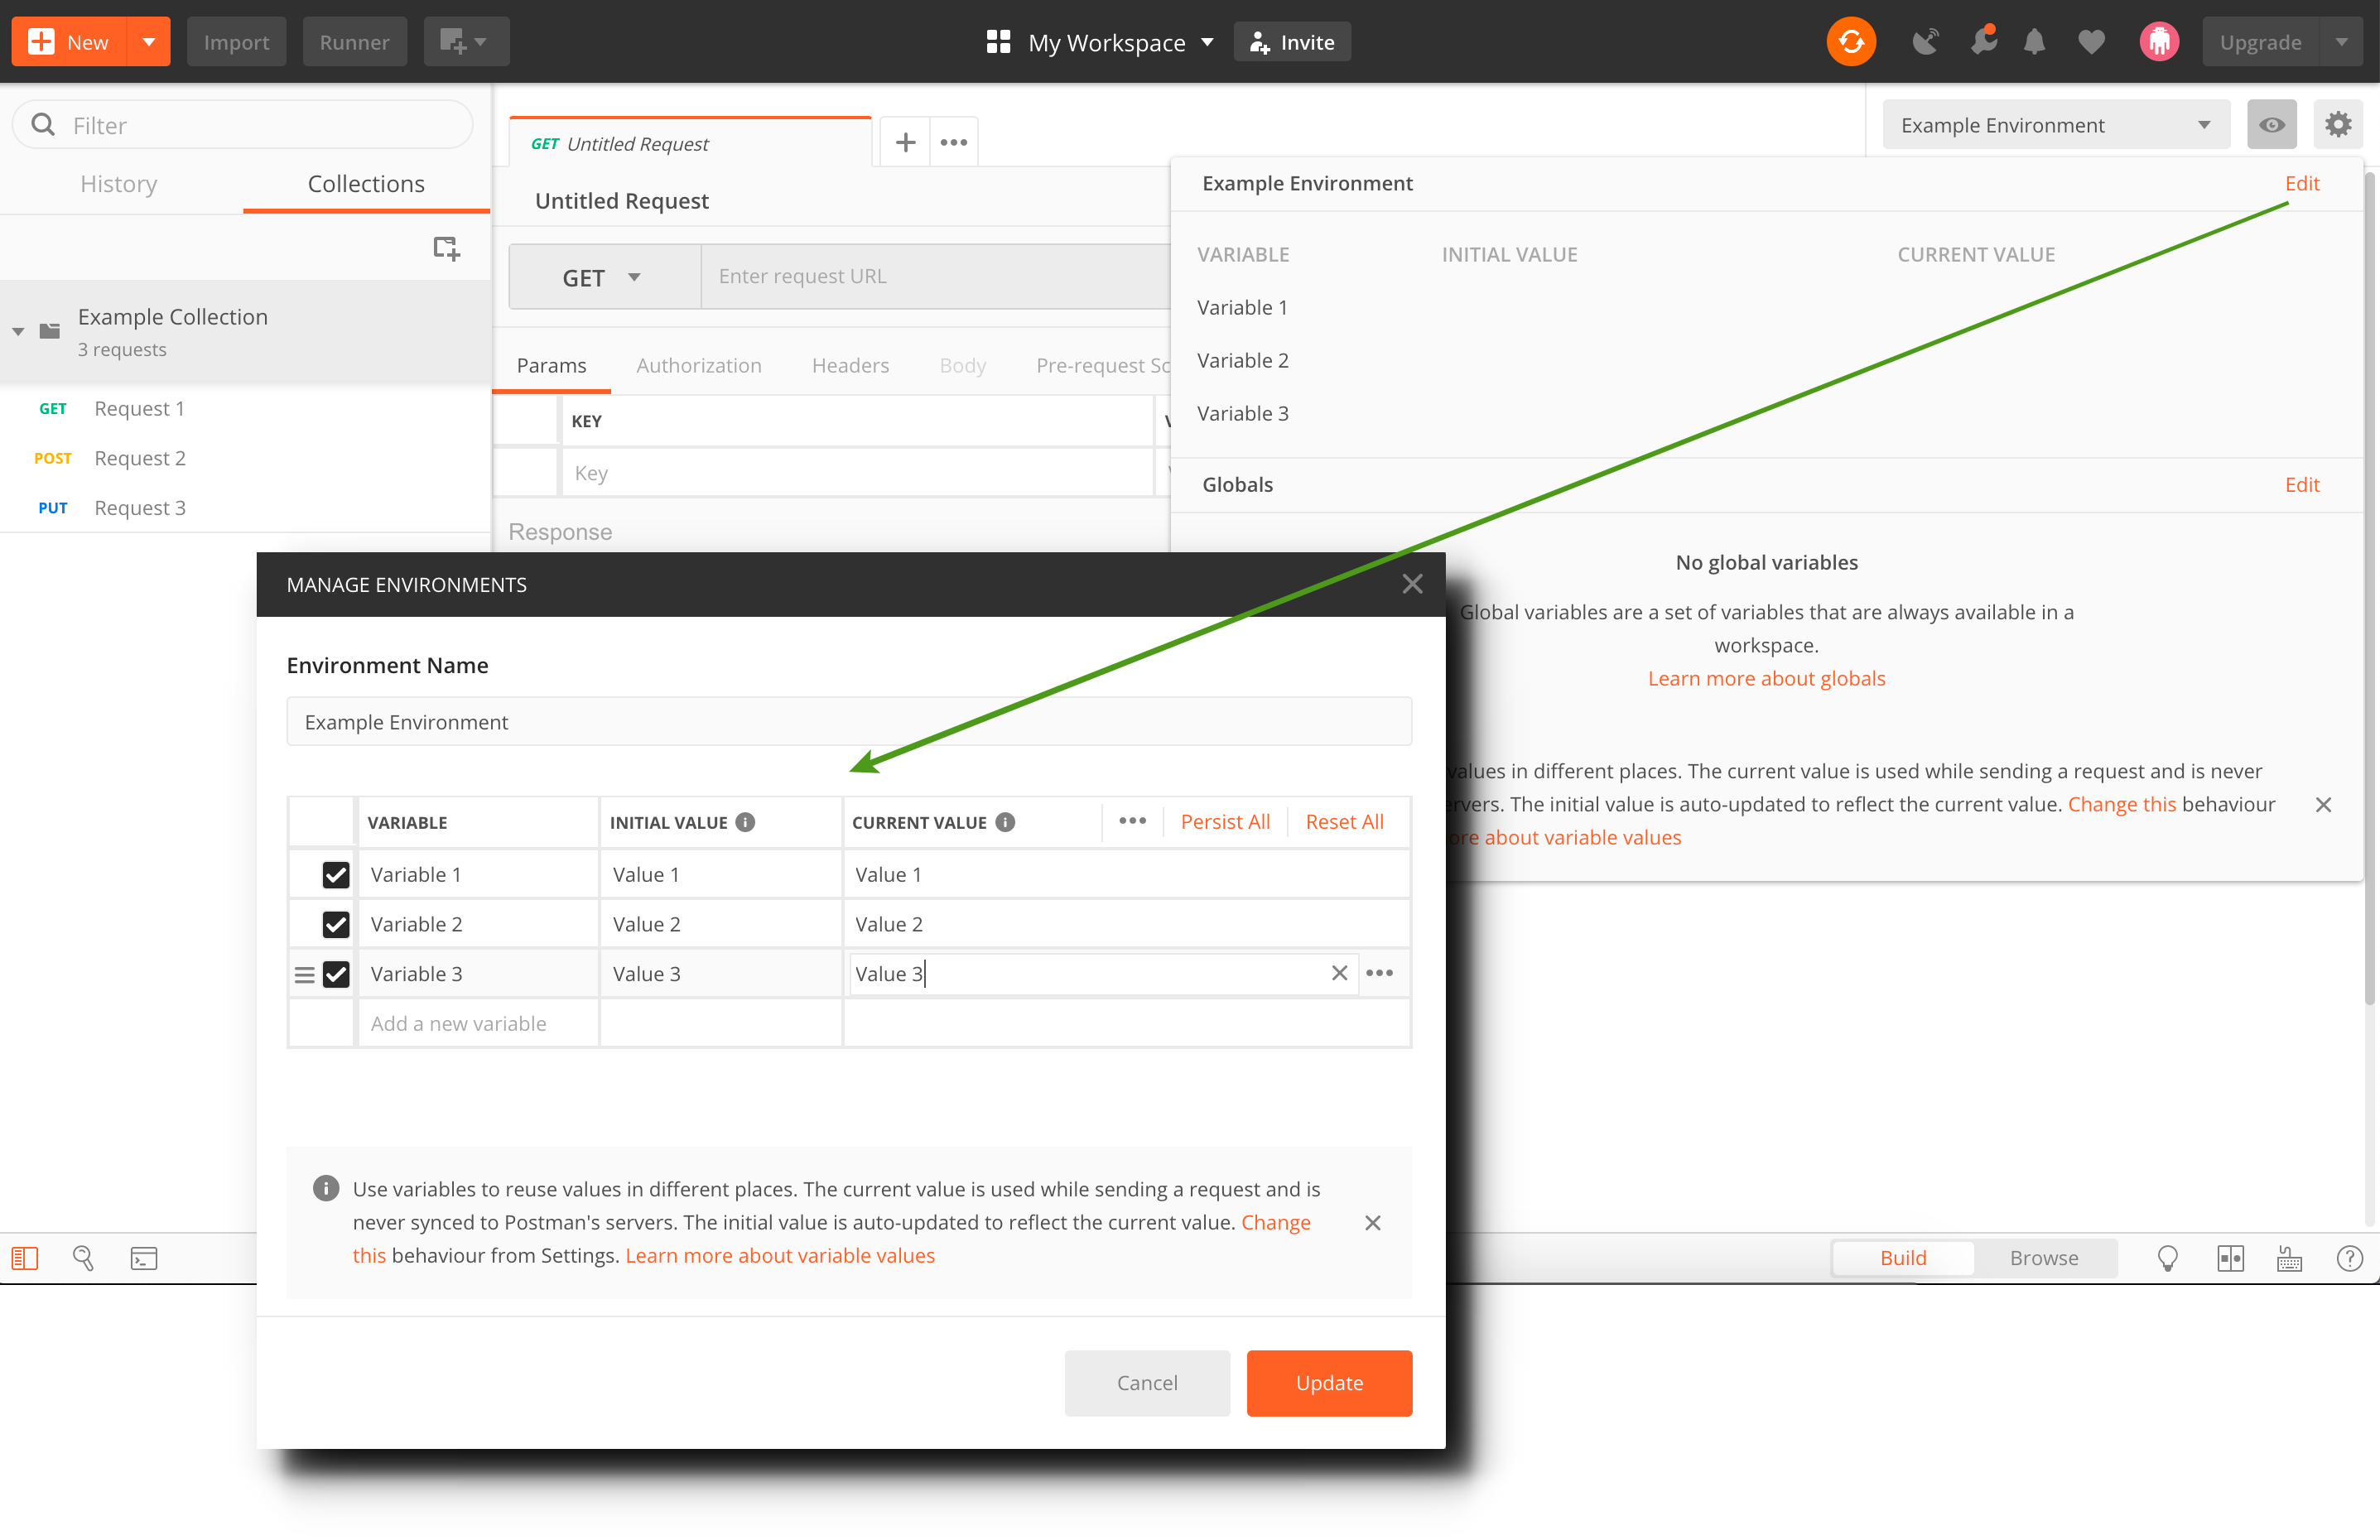 New
Import
Runner
My Workspace
Invite
Upgrade
Filter
History
Collections
Example Collection
3 requests
GET Request 1
POST Request 2
PUT Request 3
GET Untitled Request
Untitled Request
GET
Enter request URL
Params
Authorization
Headers
Body
Pre-request Sc
KEY
Key
Response
Example Environment
Example Environment
Edit
VARIABLE
INITIAL VALUE
CURRENT VALUE
Variable 1
Variable 2
Variable 3
Globals
Edit
No global variables
Global variables are a set of variables that are always available in a
workspace.
Learn more about globals
values in different places. The current value is used while sending a request and is never
ervers. The initial value is auto-updated to reflect the current value. Change this behaviour
ore about variable values
MANAGE ENVIRONMENTS
Environment Name
Example Environment
VARIABLE
INITIAL VALUE
CURRENT VALUE
Persist All
Reset All
Variable 1 Value 1 Value 1
Variable 2 Value 2 Value 2
Variable 3 Value 3 Value 3
Add a new variable
Use variables to reuse values in different places. The current value is used while sending a request and is
never synced to Postman's servers. The initial value is auto-updated to reflect the current value. Change
this behaviour from Settings. Learn more about variable values
Cancel
Update
Build
Browse